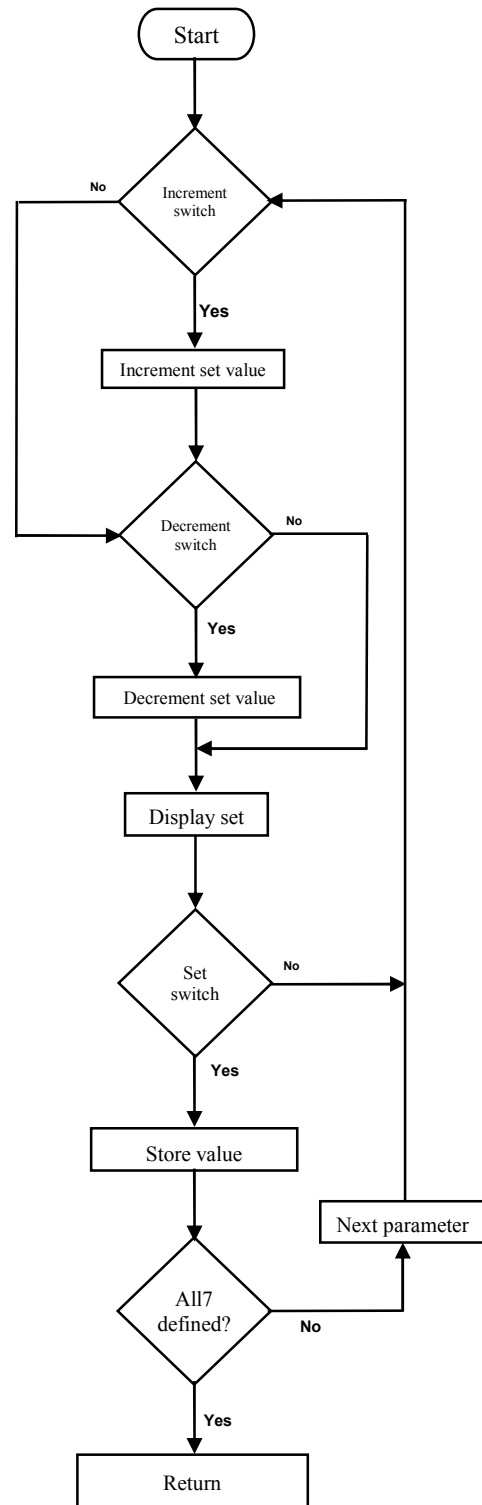 Start
No
Increment
switch
Yes
Increment set value
Decrement
switch
No
Yes
Decrement set value
Display set
Set
switch
No
Yes
Store value
Next parameter
All7
defined?
No
Yes
Return